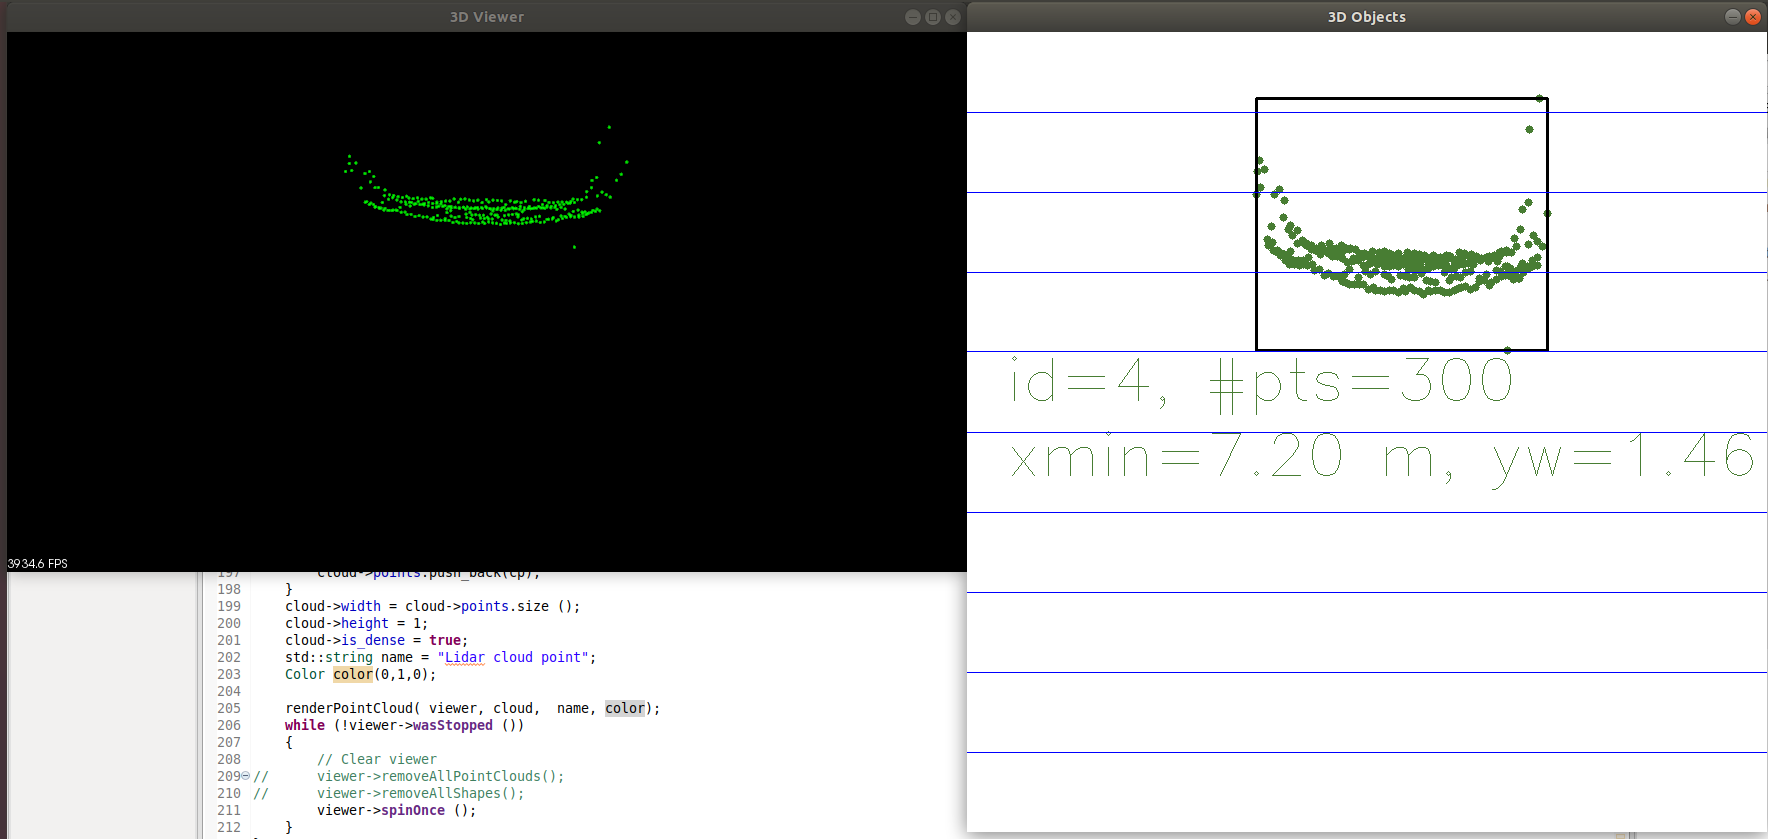 3D Viewer
3D Objects
id=4, #pts=300
xmin=7.20 m, yw=1.46
3934.6 FPS
197        cloud->points.push_back(cp);
198    }
199    cloud->width = cloud->points.size ();
200    cloud->height = 1;
201    cloud->is_dense = true;
202    std::string name = "Lidar cloud point";
203    Color color(0,1,0);
204
205    renderPointCloud( viewer, cloud,  name, color);
206    while (!viewer->wasStopped ())
207    {
208        // Clear viewer
209 //      viewer->removeAllPointClouds();
210 //      viewer->removeAllShapes();
211        viewer->spinOnce ();
212    }